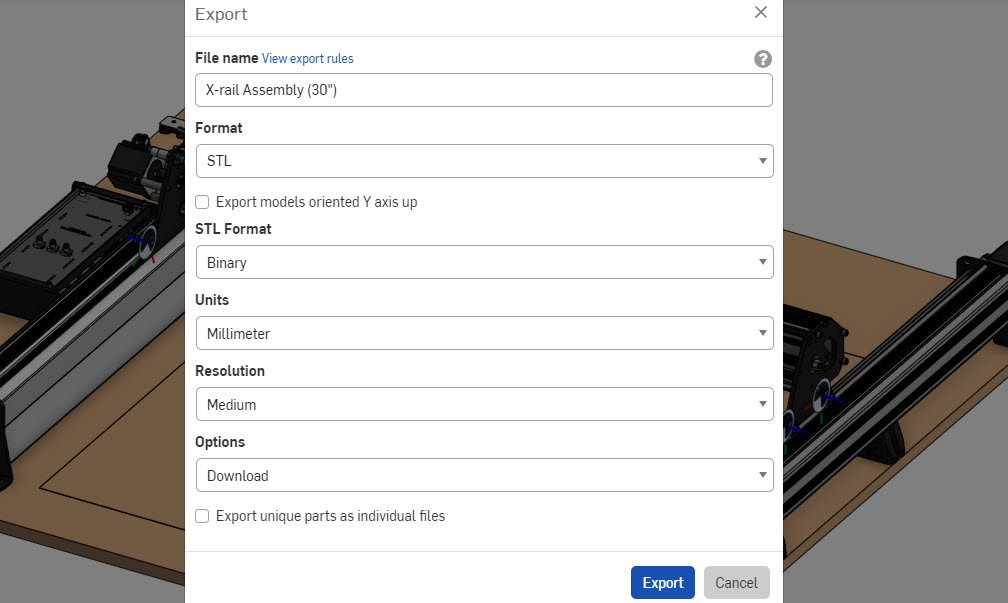 Export
File name View export rules
X-rail Assembly (30")
Format
STL
Export models oriented Y axis up
STL Format
Binary
Units
Millimeter
Resolution
Medium
Options
Download
Export unique parts as individual files
Export Cancel